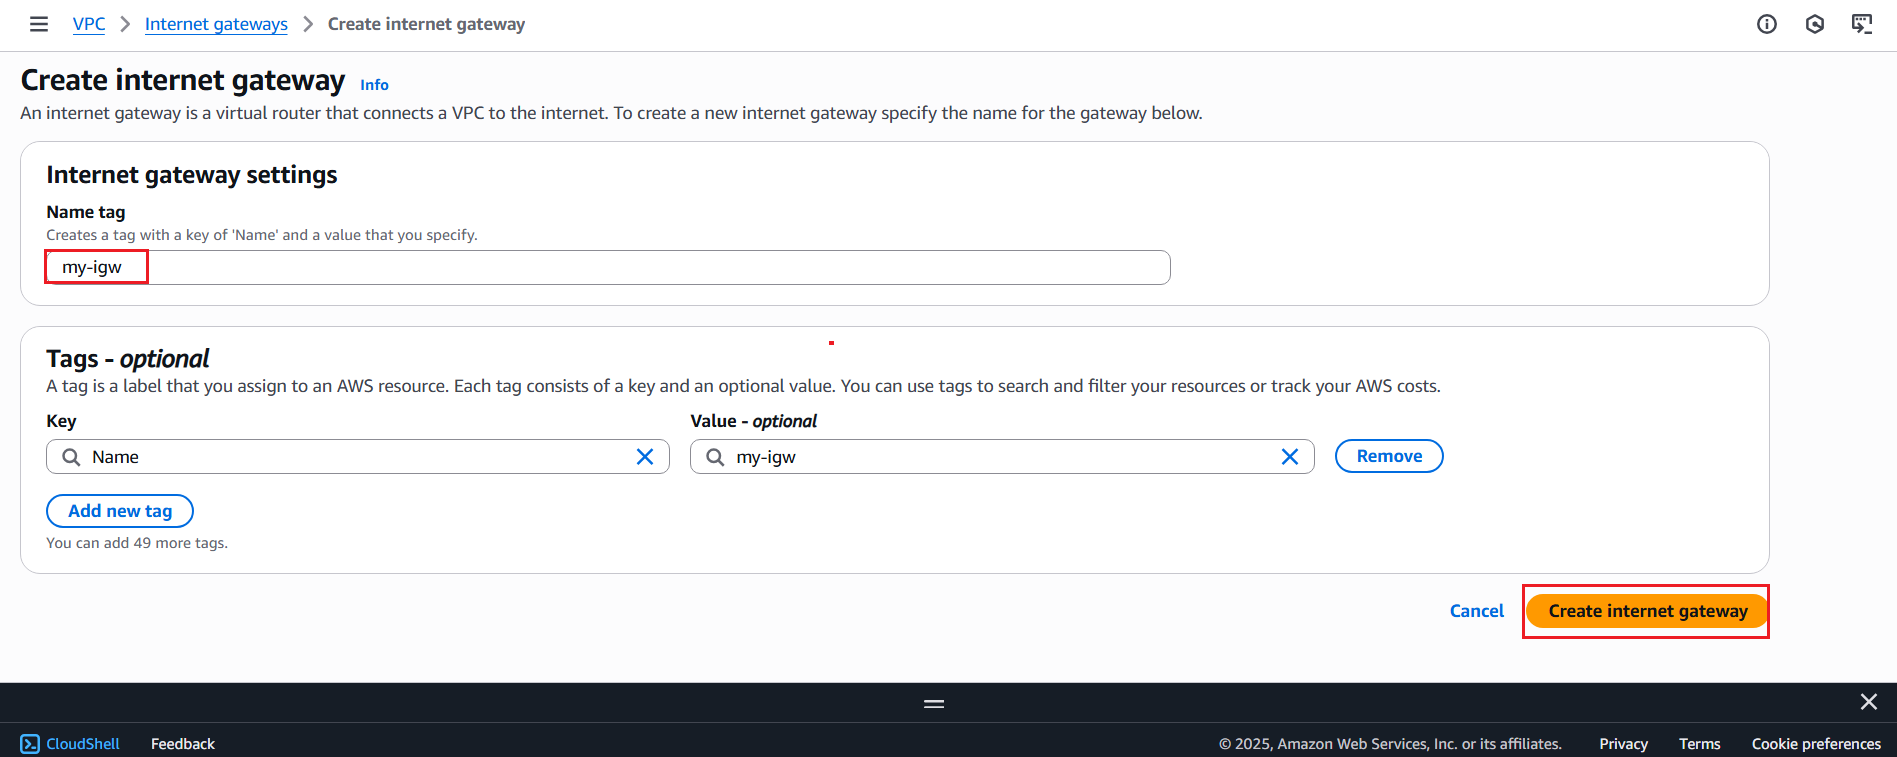 VPC > Internet gateways > Create internet gateway
Create internet gateway Info
An internet gateway is a virtual router that connects a VPC to the internet. To create a new internet gateway specify the name for the gateway below.
Internet gateway settings
Name tag
Creates a tag with a key of 'Name' and a value that you specify.
my-igw
Tags - optional
A tag is a label that you assign to an AWS resource. Each tag consists of a key and an optional value. You can use tags to search and filter your resources or track your AWS costs.
Key Value - optional
Name my-igw Remove
Add new tag
You can add 49 more tags.
Cancel Create internet gateway
CloudShell Feedback © 2025, Amazon Web Services, Inc. or its affiliates. Privacy Terms Cookie preferences